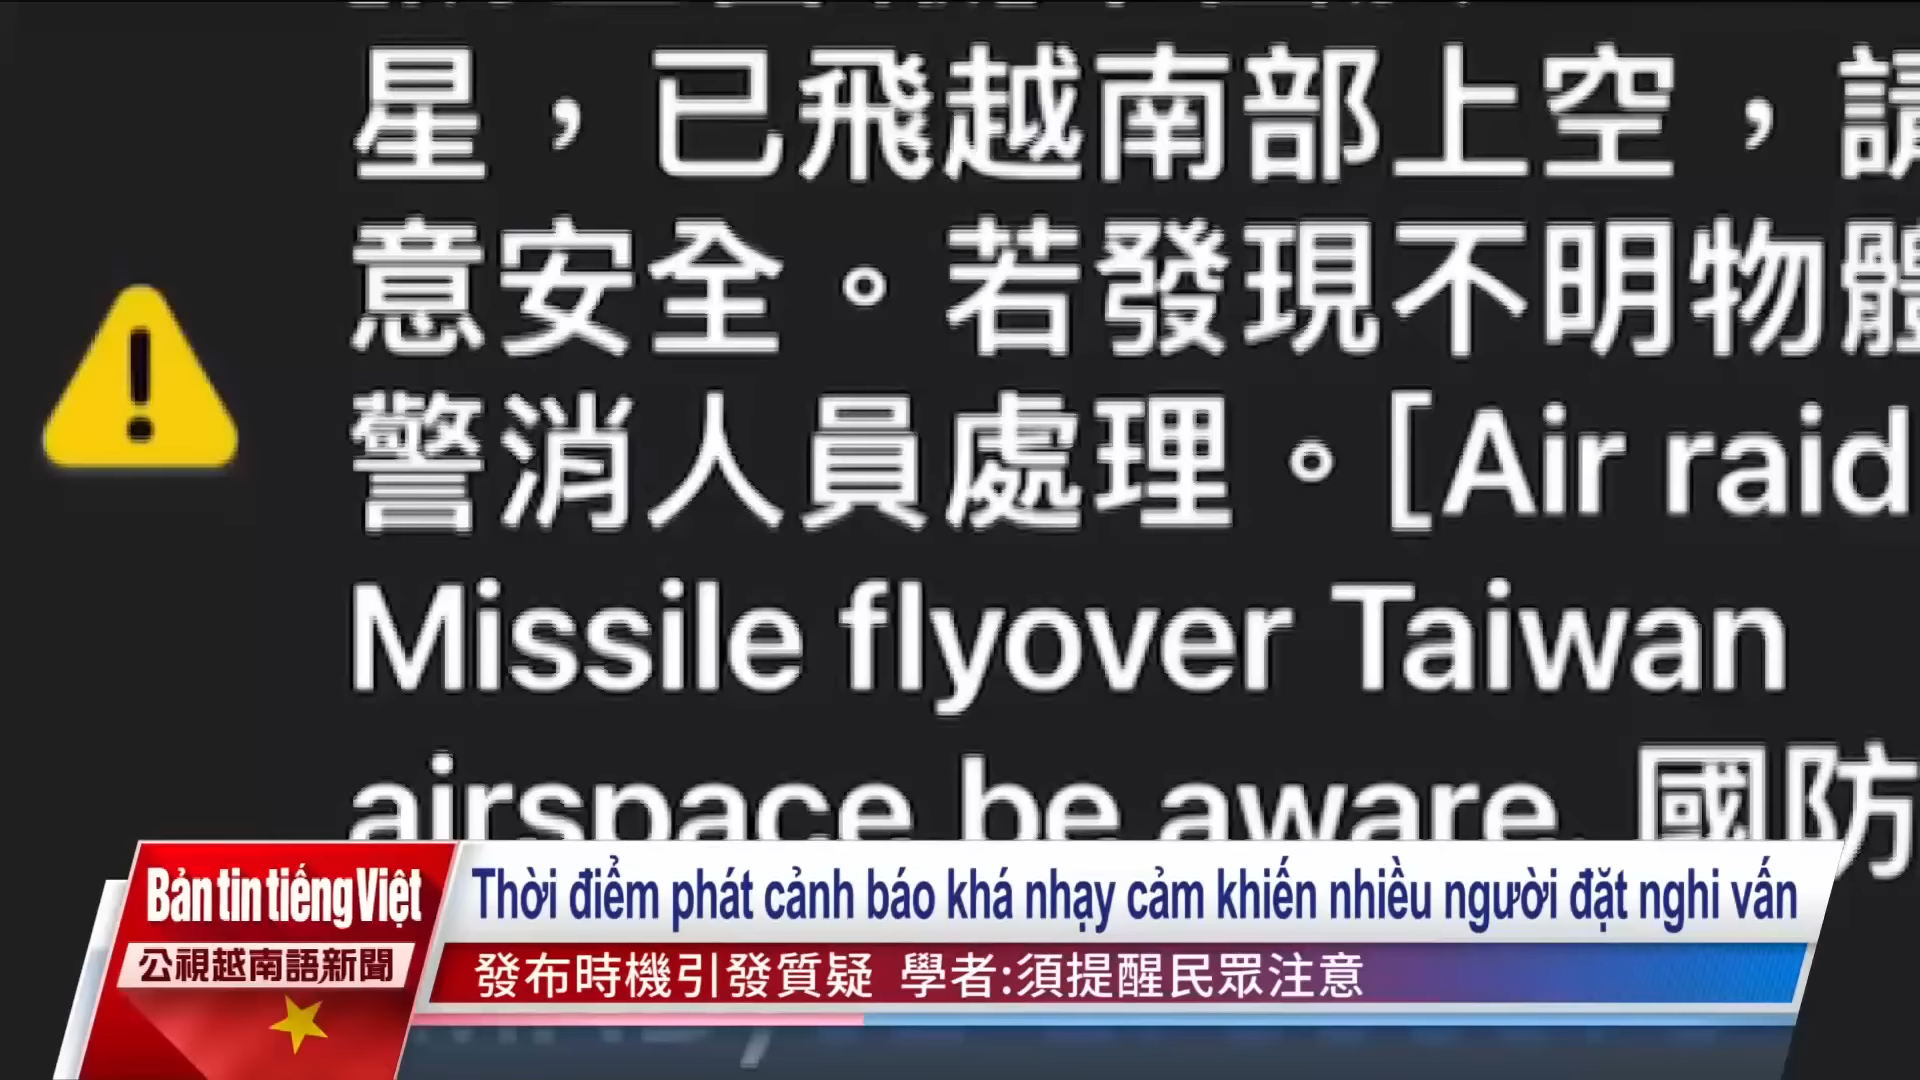 星，已飛越南部上空，請
意安全。若發現不明物體
警消人員處理。[Air raid
Missile flyover Taiwan
airspace be aware. 國防
Bản tin tiếng Việt
公視越南語新聞
Thời điểm phát cảnh báo khá nhạy cảm khiến nhiều người đặt nghi vấn
發布時機引發質疑 學者:須提醒民眾注意